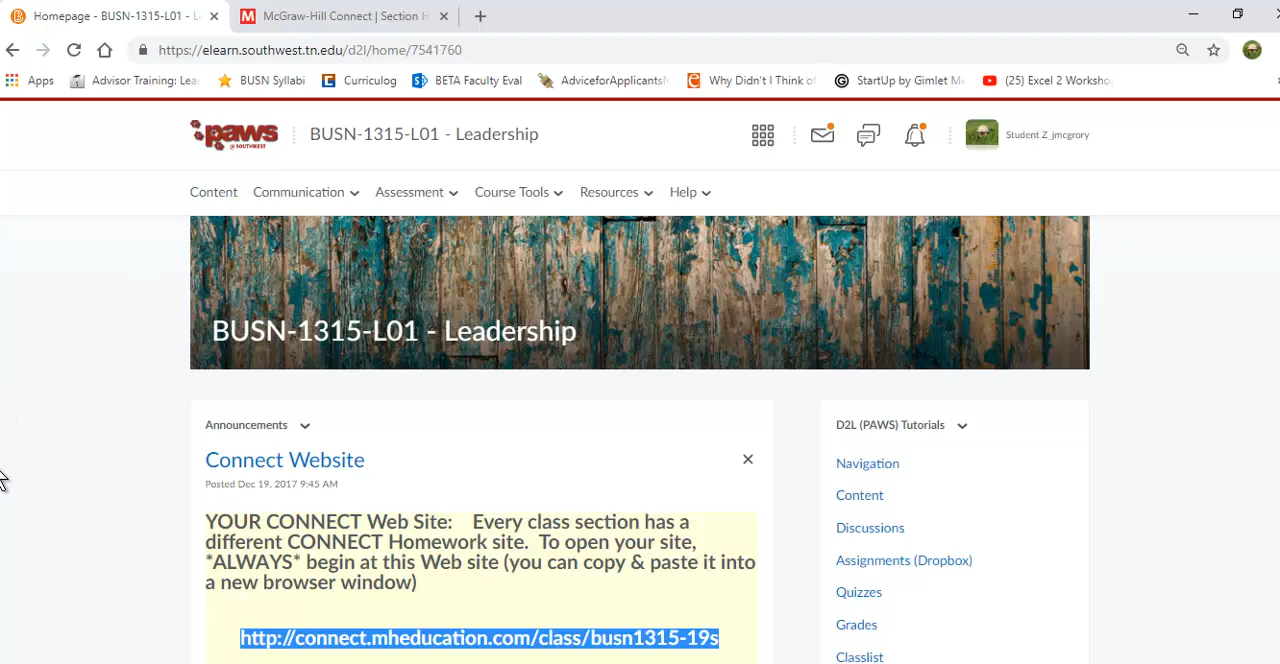 Homepage - BUSN-1315-L01 - L
McGraw-Hill Connect | Section H
https://elearn.southwest.tn.edu/d2l/home/7541760
Apps
Advisor Training: Lea
BUSN Syllabi
Curriculog
BETA Faculty Eval
AdviceforApplicants
Why Didn't I Think of
StartUp by Gimlet Me
(25) Excel 2 Workshop
paws
@ SOUTHWEST
BUSN-1315-L01 - Leadership
Student Z_jmcgrory
Content
Communication
Assessment
Course Tools
Resources
Help
BUSN-1315-L01 - Leadership
Announcements
Connect Website
Posted Dec 19, 2017 9:45 AM
YOUR CONNECT Web Site: Every class section has a
different CONNECT Homework site. To open your site,
*ALWAYS* begin at this Web site (you can copy & paste it into
a new browser window)
http://connect.mheducation.com/class/busn1315-19s
D2L (PAWS) Tutorials
Navigation
Content
Discussions
Assignments (Dropbox)
Quizzes
Grades
Classlist